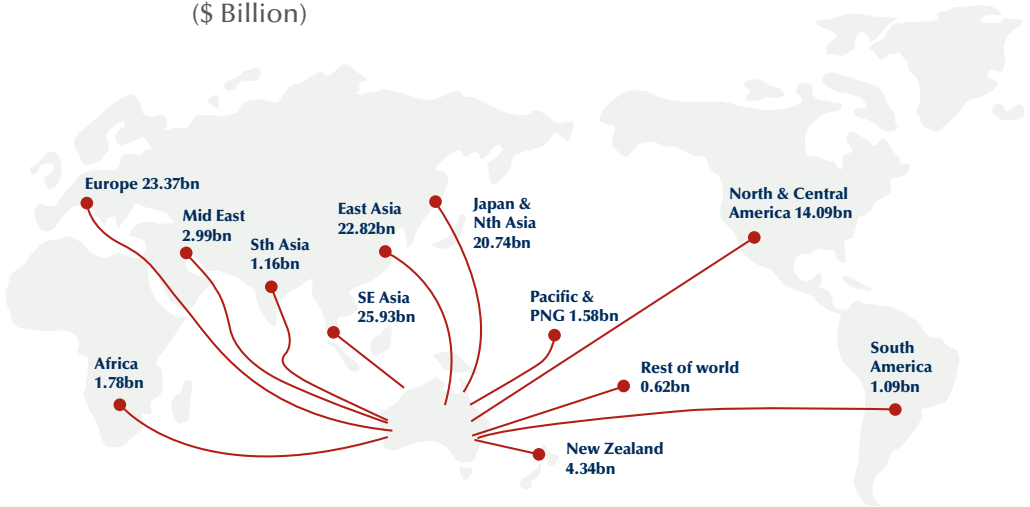 ($ Billion)
Europe 23.37bn
Mid East
2.99bn
Sth Asia
1.16bn
East Asia
22.82bn
Japan &
Nth Asia
20.74bn
North & Central
America 14.09bn
SE Asia
25.93bn
Pacific &
PNG 1.58bn
Africa
1.78bn
Rest of world
0.62bn
South
America
1.09bn
New Zealand
4.34bn